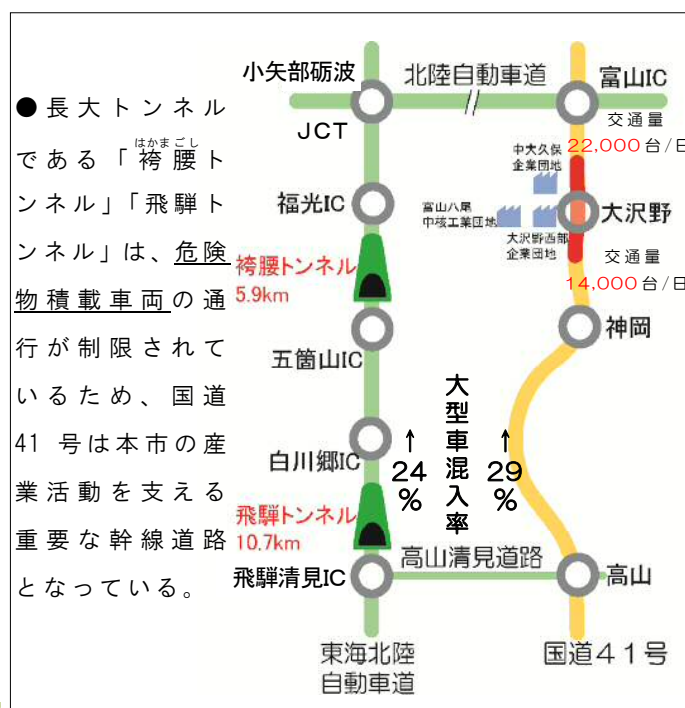 ●長大トンネル
である「袴腰ト
はかまごし
ンネル」「飛騨ト
ンネル」は、危険
物積載車両の通
行が制限されて
いるため、国道
41 号は本市の産
業活動を支える
重要な幹線道路
となっている。
小矢部砺波
JCT
北陸自動車道
富山IC
交通量
22,000台/日
中大久保
企業団地
福光IC
富山八尾
中核工業団地
大沢野
大沢野西部
企業団地
交通量
14,000台/日
袴腰トンネル
5.9km
神岡
五箇山IC
大型車混入率
白川郷IC
↑
24
%
↑
29
%
飛騨トンネル
10.7km
高山清見道路
飛騨清見IC
高山
東海北陸
自動車道
国道41号